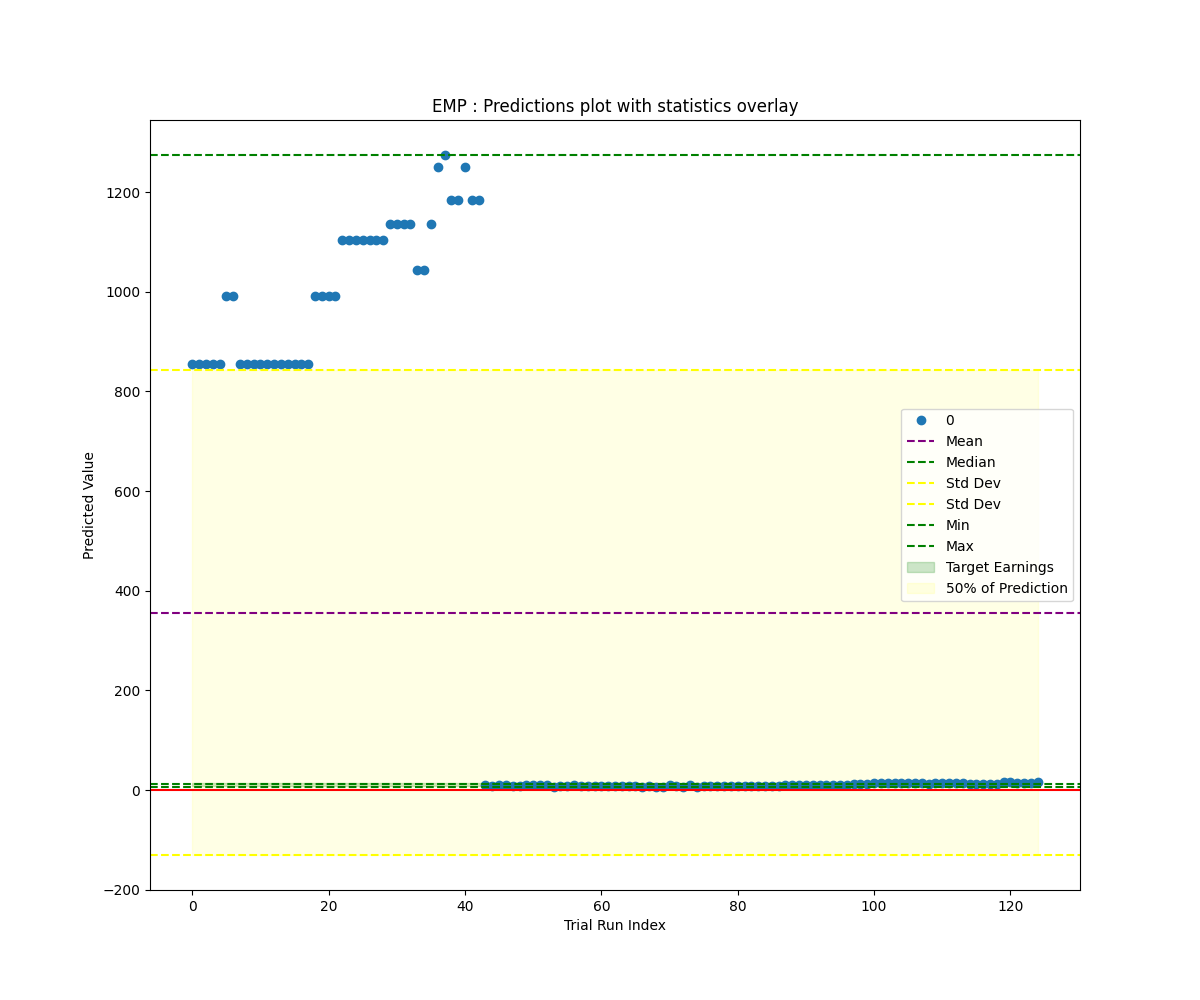 EMP : Predictions plot with statistics overlay
Predicted Value
1200
1000
800
600
400
200
0
−200
0
Mean
Median
Std Dev
Std Dev
Min
Max
Target Earnings
50% of Prediction
0 20 40 60 80 100 120
Trial Run Index